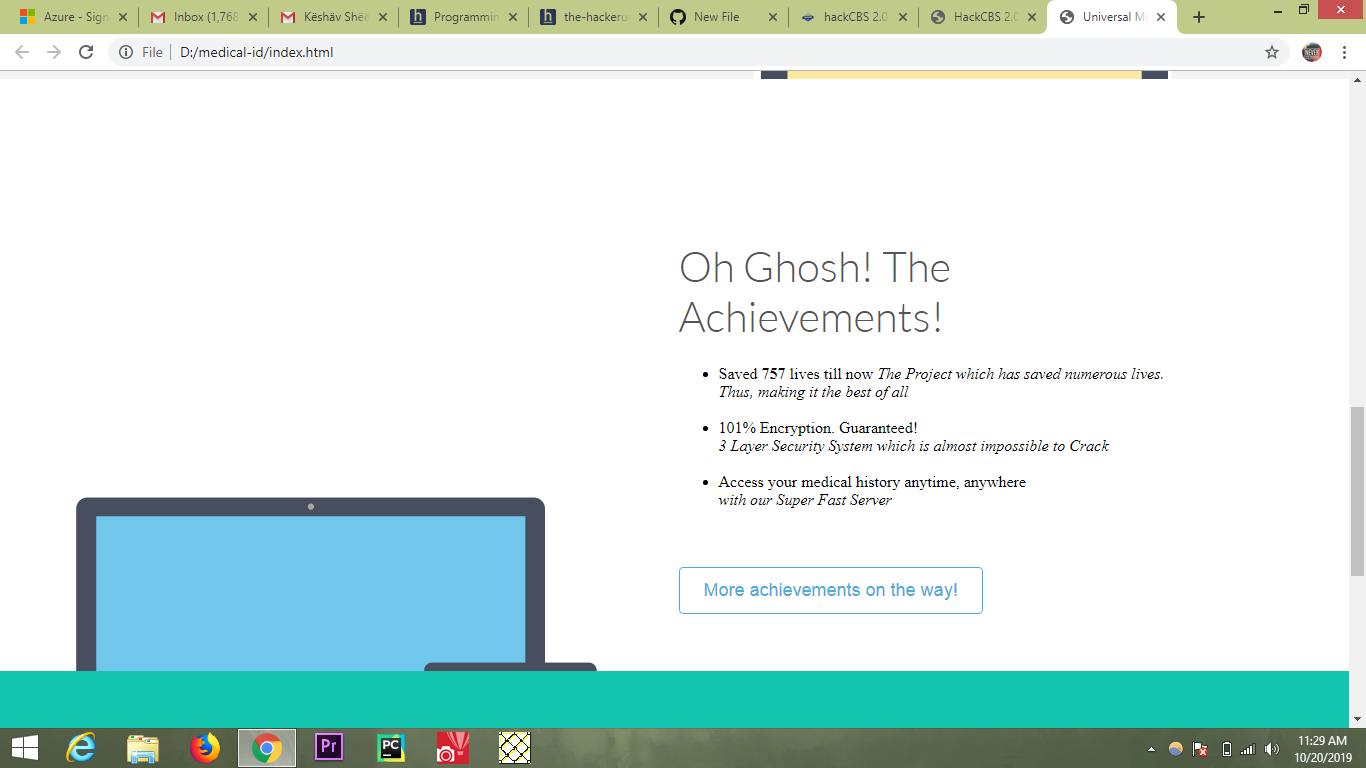 Azure - Sign
Inbox (1,768
Këshäv Shëe
Programmin
the-hackeru
New File
hackCBS 2.0
HackCBS 2.0
Universal M
File
D:/medical-id/index.html
Oh Ghosh! The
Achievements!
Saved 757 lives till now The Project which has saved numerous lives.
Thus, making it the best of all
101% Encryption. Guaranteed!
3 Layer Security System which is almost impossible to Crack
Access your medical history anytime, anywhere
with our Super Fast Server
More achievements on the way!
Pr
PC
11:29 AM
10/20/2019